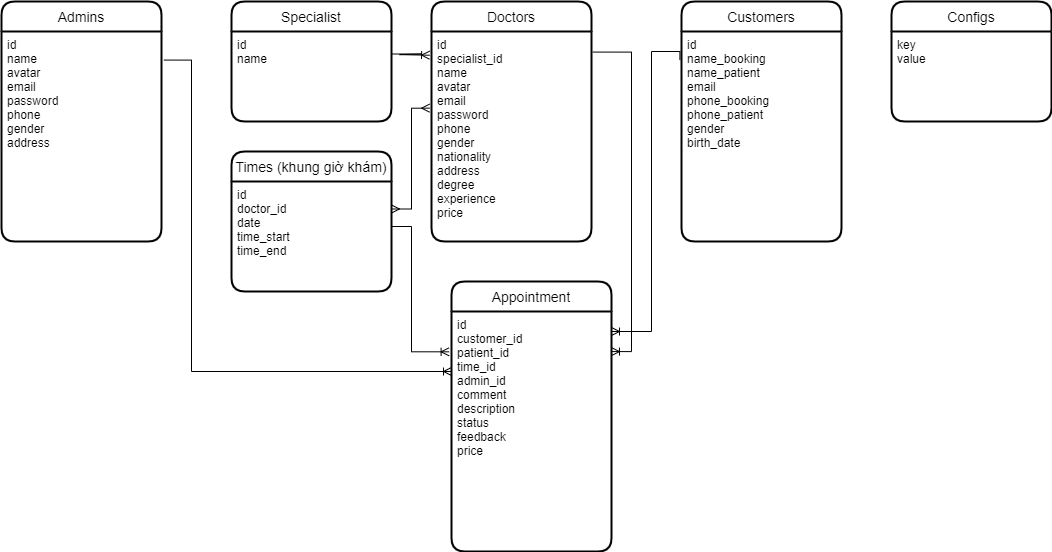 Admins
id
name
avatar
email
password
phone
gender
address
Specialist
id
name
Doctors
id
specialist_id
name
avatar
email
password
phone
gender
nationality
address
degree
experience
price
Customers
id
name_booking
name_patient
email
phone_booking
phone_patient
gender
birth_date
Configs
key
value
Times (khung giờ khám)
id
doctor_id
date
time_start
time_end
Appointment
id
customer_id
patient_id
time_id
admin_id
comment
description
status
feedback
price